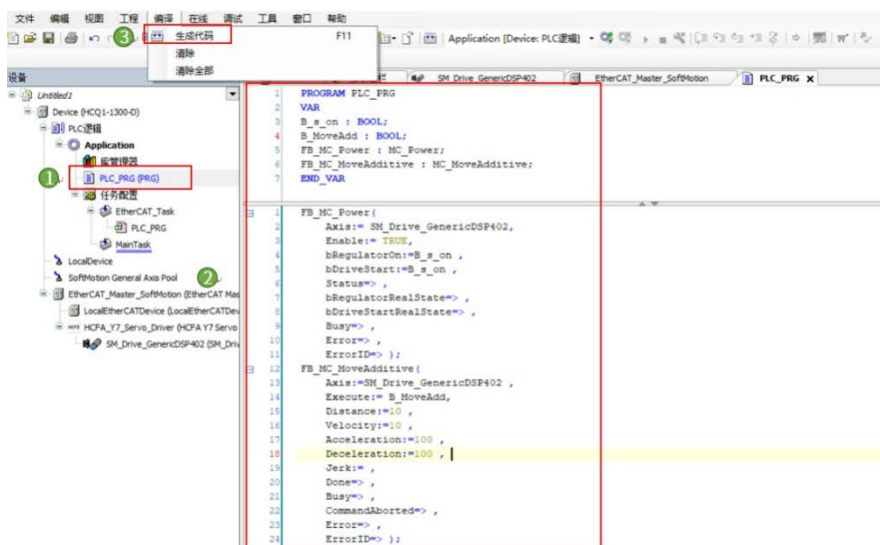 文件 编辑 视图 工程 编译 在线 调试 工具 窗口 帮助
3 生成代码 F11
Application [Device: PLC逻辑]
清除
清除全部
设备
SM_Drive_GenericDSP402 EtherCAT_Master_SoftMotion PLC_PRG X
Untitled1
Device (HCQ1-1300-D)
PLC逻辑
Application
库管理器
1 PLC_PRG (PRG)
任务配置
EtherCAT_Task
PLC_PRG
MainTask
LocalDevice
SoftMotion General Axis Pool 2
EtherCAT_Master_SoftMotion (EtherCAT Mas
LocalEtherCATDevice (LocalEtherCATDev
HCFA_Y7_Servo_Driver (HCFA Y7 Servo
SM_Drive_GenericDSP402 (SM_Driv
1 PROGRAM PLC_PRG
2 VAR
3 B_s_on : BOOL;
4 B_MoveAdd : BOOL;
5 FB_MC_Power : MC_Power;
6 FB_MC_MoveAdditive : MC_MoveAdditive;
7 END_VAR
1 FB_MC_Power(
2 Axis:= SM_Drive_GenericDSP402,
3 Enable:= TRUE,
4 bRegulatorOn:=B_s_on ,
5 bDriveStart:=B_s_on ,
6 Status=> ,
7 bRegulatorRealState=> ,
8 bDriveStartRealState=> ,
9 Busy=> ,
10 Error=> ,
11 ErrorID=> );
12 FB_MC_MoveAdditive(
13 Axis:=SM_Drive_GenericDSP402 ,
14 Execute:= B_MoveAdd,
15 Distance:=10 ,
16 Velocity:=10 ,
17 Acceleration:=100 ,
18 Deceleration:=100 ,
19 Jerk:= ,
20 Done=> ,
21 Busy=> ,
22 CommandAborted=> ,
23 Error=> ,
24 ErrorID=> );